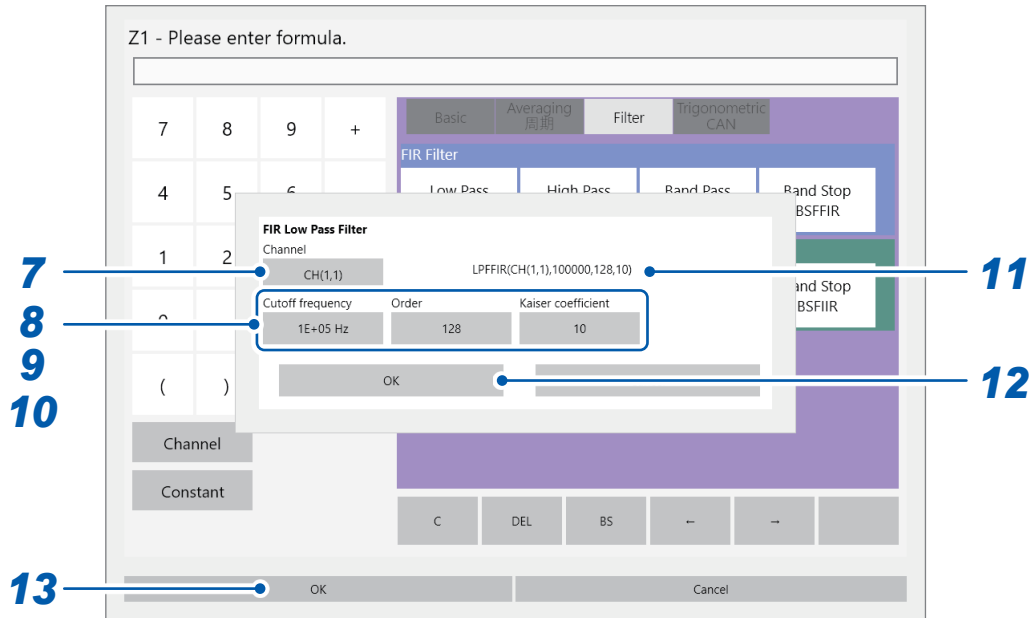 Z1 - Please enter formula.
7 8 9 +
Basic
Averaging
周期
Filter
Trigonometric
CAN
FIR Filter
4 5 6
Low Pass High Pass Band Pass Band Stop
BSFFIR
FIR Low Pass Filter
Channel
1 2
7
CH(1,1)
LPFFIR(CH(1,1),100000,128,10)
11
and Stop
BSFIIR
Cutoff frequency Order Kaiser coefficient
8
1E+05 Hz 128 10
9
( )
OK
12
10
Channel
Constant
C DEL BS ← →
13
OK Cancel